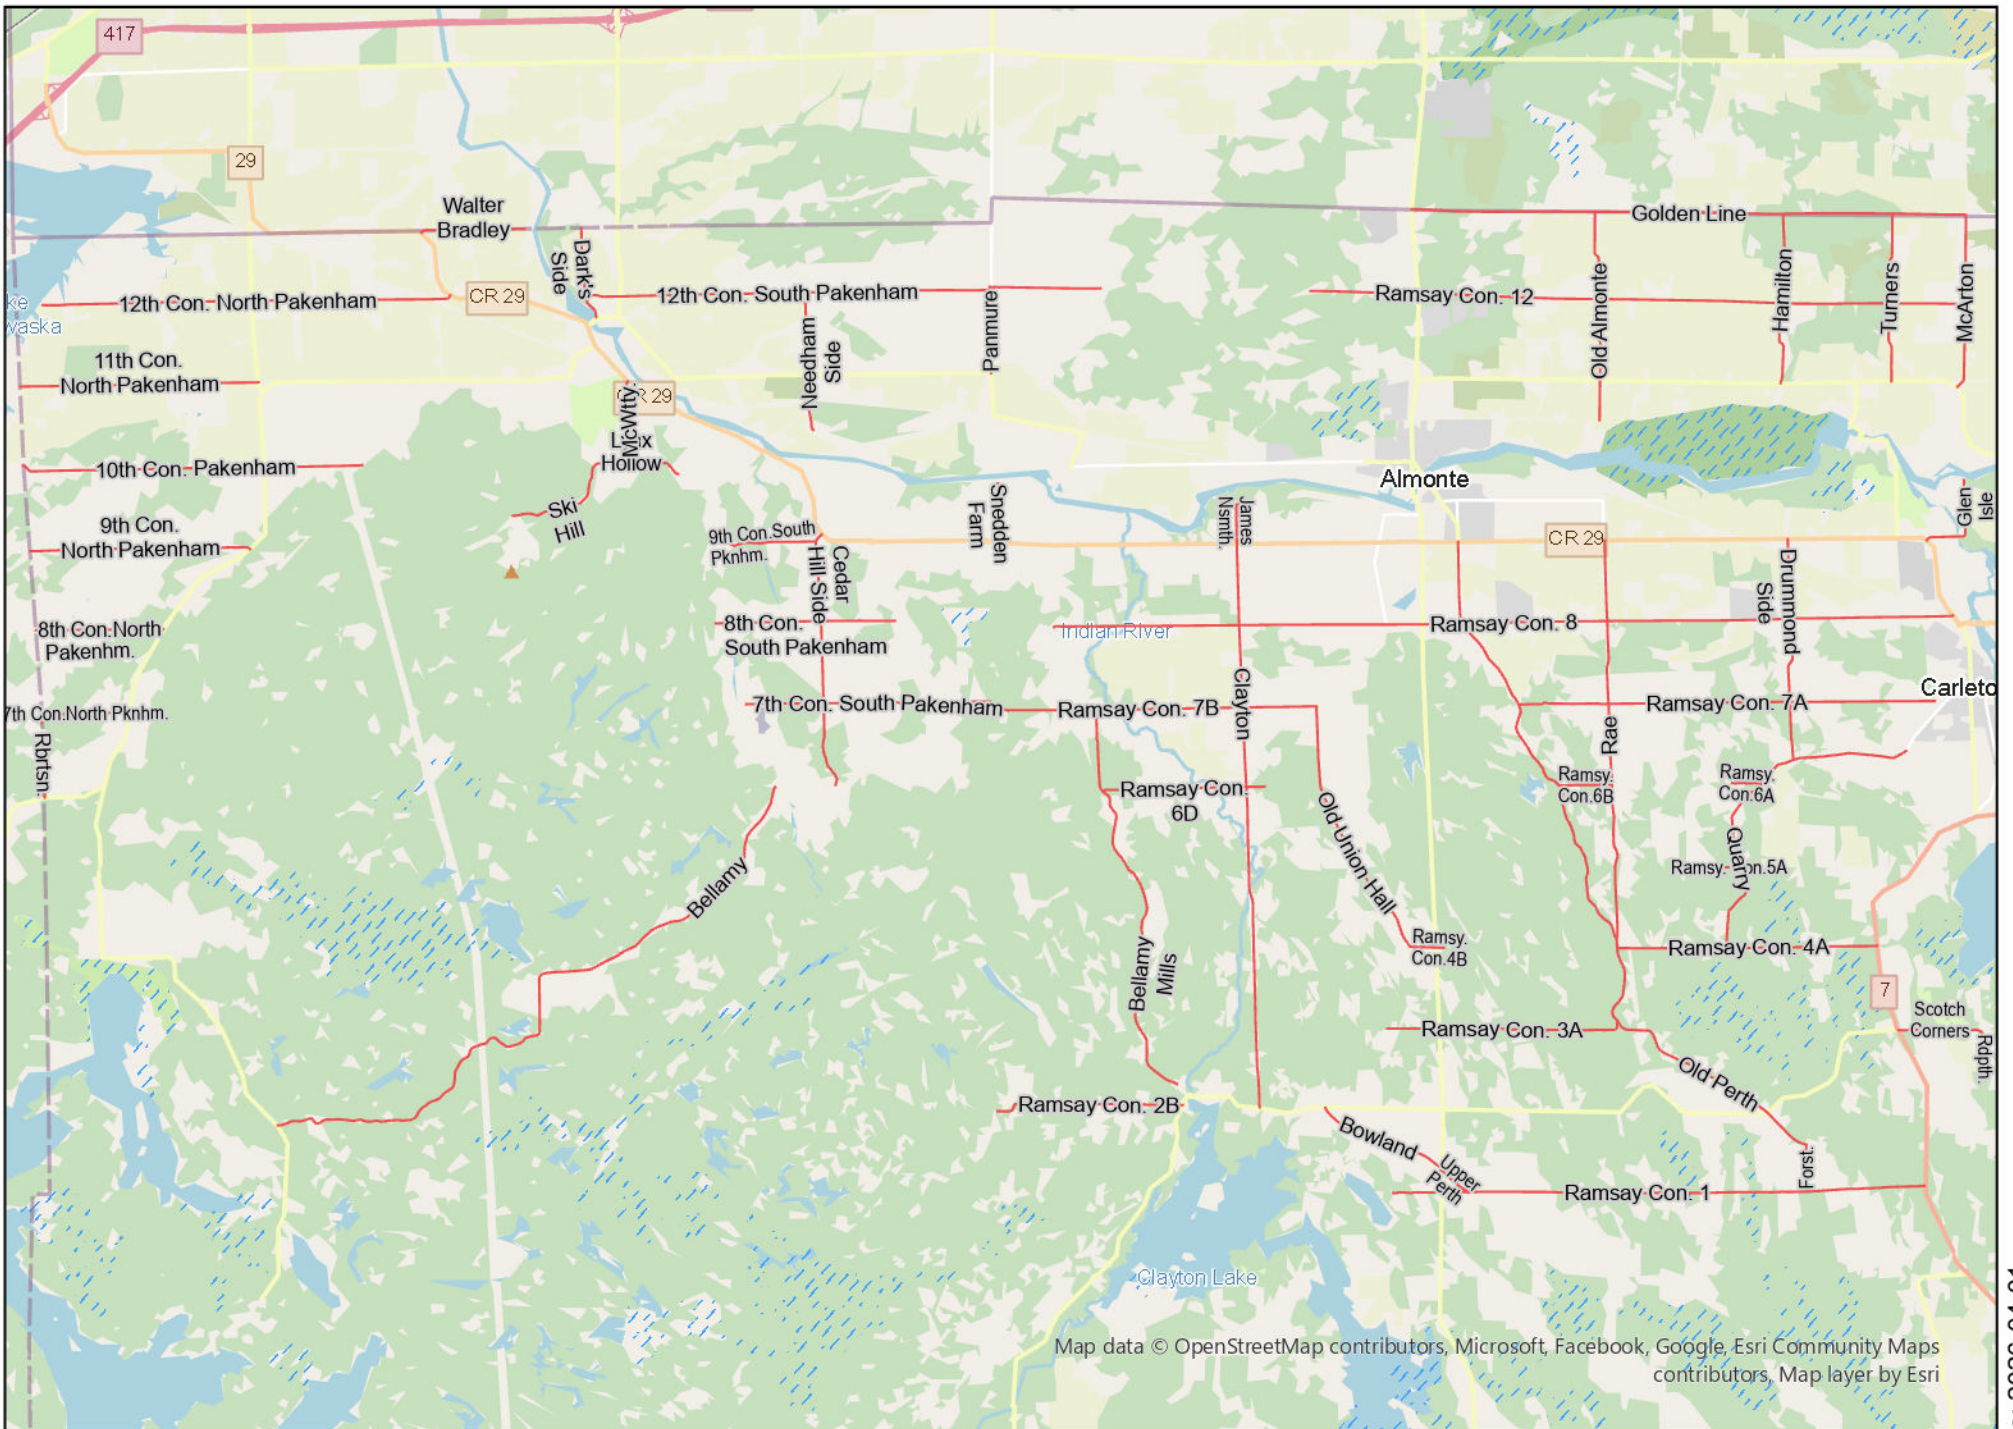 417
29
Walter
Bradley
Dark's
Side
Golden Line
CR 29
12th Con. North Pakenham
12th Con. South Pakenham
Ramsay Con. 12
Old Almonte
Hamilton
Turners
McArton
Needham
Side
Panmure
11th Con.
North Pakenham
CR 29
McWtty.
Hollow
10th Con. Pakenham
Ski
Hill
Almonte
9th Con.
North Pakenham
9th Con.South
Pknhm.
Cedar
Hill Side
Snedden
Farm
James
Nsmth.
CR 29
Glen
Isle
Drummond
Side
8th Con.North
Pakenhm.
8th Con.
South Pakenham
Indian River
Ramsay Con. 8
Carleto
7th Con.North Pknhm.
Rbrtsn.
7th Con. South Pakenham
Ramsay Con. 7B
Clayton
Rae
Ramsay Con. 7A
Ramsay Con.
6D
Old Union Hall
Ramsy.
Con.6B
Ramsy.
Con.6A
Quarry
Ramsy.
Bellamy
Bellamy
Mills
Ramsy.
Con.4B
Ramsay Con. 4A
7
Ramsay Con. 3A
Scotch
Corners
Rdpth.
Old Perth
Ramsay Con. 2B
Bowland
Upper
Perth
Forst.
Ramsay Con. 1
Clayton Lake
Map data © OpenStreetMap contributors, Microsoft, Facebook, Google, Esri Community Maps
contributors, Map layer by Esri